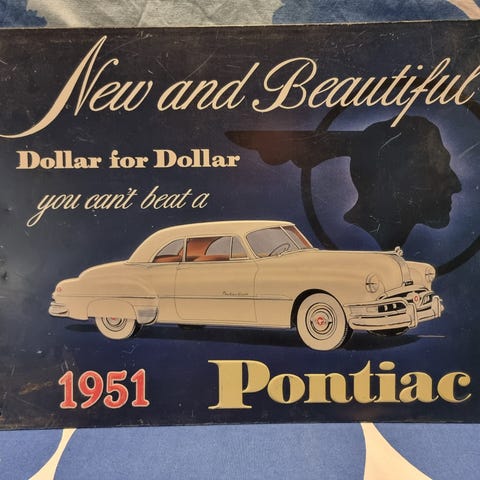 New and Beautiful
Dollar for Dollar
you can't beat a
1951
Pontiac